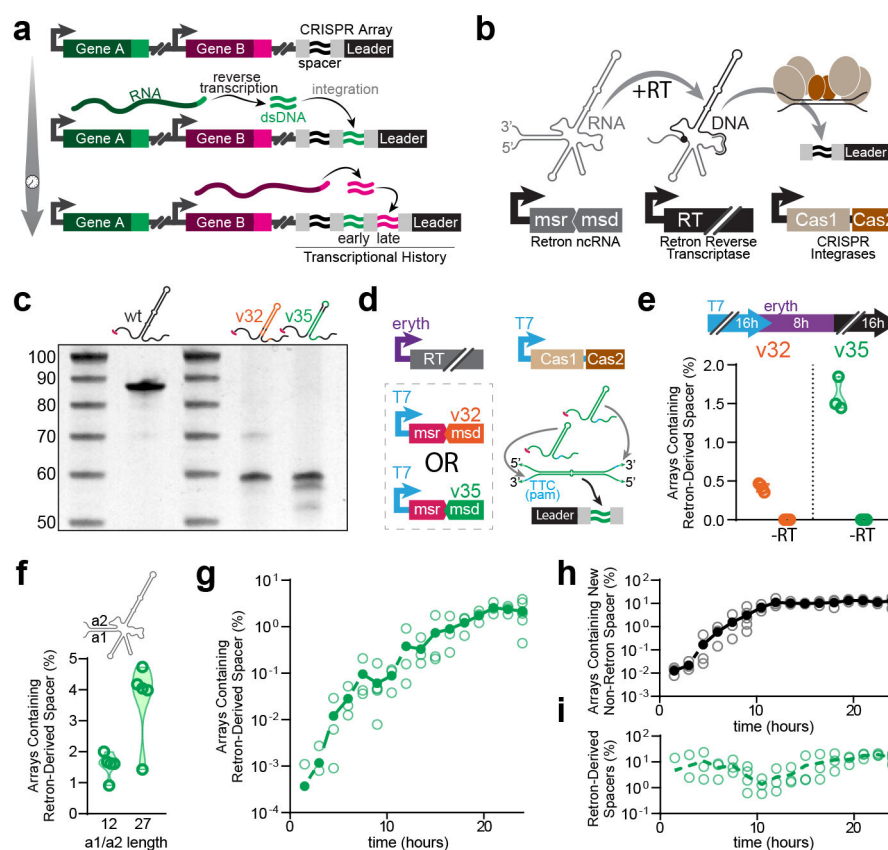 a
CRISPR Array
Gene A
Gene B
spacer
Leader
RNA
reverse
transcription
integration
dsDNA
Gene A
Gene B
Leader
Gene A
Gene B
Leader
early late
Transcriptional History
b
+RT
RNA
DNA
3'
5'
Leader
msr
msd
Retron ncRNA
RT
Retron Reverse
Transcriptase
Cas1
Cas2
CRISPR
Integrases
c
wt
v32
v35
100
90
80
70
60
50
100
90
80
70
60
50
d
eryth
RT
T7
Cas1
Cas2
T7
v32
msr
msd
OR
T7
v35
msr
msd
5'
3'
3'
5'
TTC
(pam)
Leader
e
T7
eryth
16h
8h
16h
v32
v35
Arrays Containing
Retron-Derived Spacer (%)
2.0
1.5
1.0
0.5
0.0
-RT
-RT
f
a2
a1
Arrays Containing
Retron-Derived Spacer (%)
5
4
3
2
1
0
12
27
a1/a2 length
g
Arrays Containing
Retron-Derived Spacer (%)
10¹
10⁰
10⁻¹
10⁻²
10⁻³
10⁻⁴
0
10
20
time (hours)
h
Arrays Containing New
Non-Retron Spacer (%)
10²
10¹
10⁰
10⁻¹
10⁻²
10⁻³
0
10
20
time (hours)
i
Retron-Derived
Spacers (%)
10²
10¹
10⁰
10⁻¹
0
10
20
time (hours)